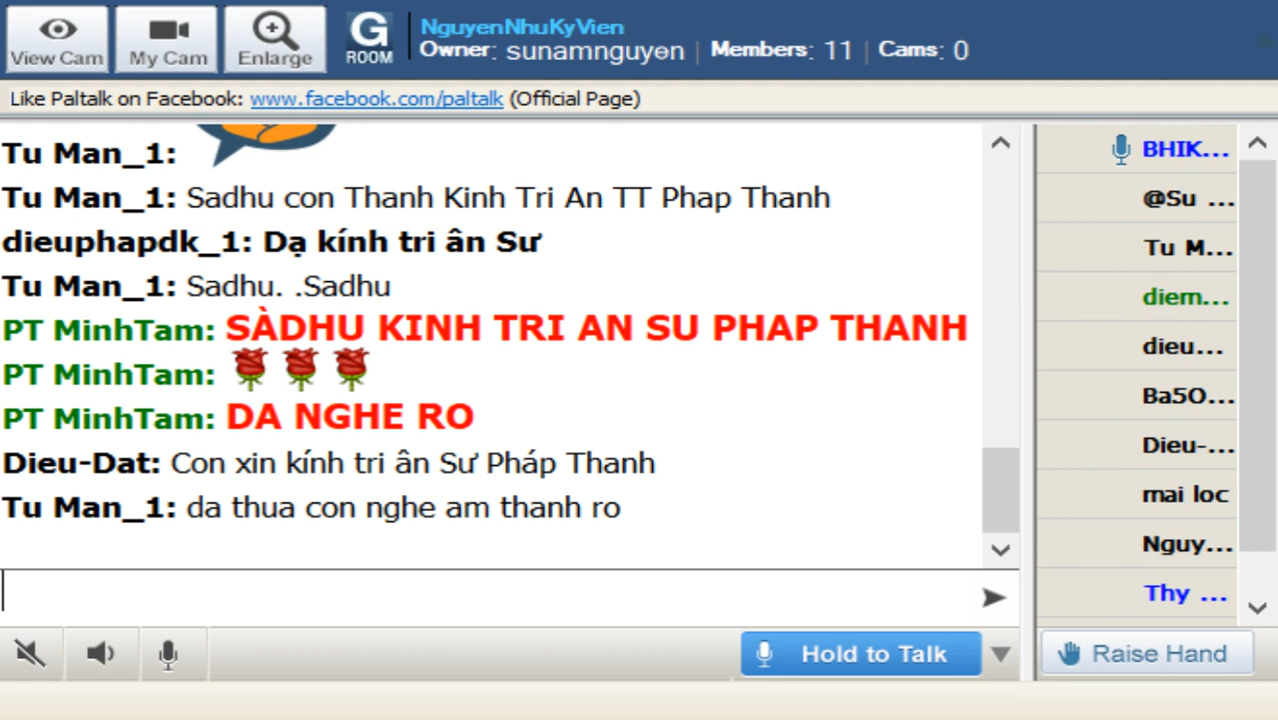 View Cam
My Cam
Enlarge
G
ROOM
NguyenNhuKyVien
Owner: sunamnguyen | Members: 11 | Cams: 0
Like Paltalk on Facebook: www.facebook.com/paltalk (Official Page)
Tu Man_1:
Tu Man_1: Sadhu con Thanh Kinh Tri An TT Phap Thanh
dieuphapdk_1: Dạ kính tri ân Sư
Tu Man_1: Sadhu. .Sadhu
PT MinhTam: SÀDHU KINH TRI AN SU PHAP THANH
PT MinhTam:
PT MinhTam: DA NGHE RO
Dieu-Dat: Con xin kính tri ân Sư Pháp Thanh
Tu Man_1: da thua con nghe am thanh ro
BHIK...
@Su ...
Tu M...
diem...
dieu...
Ba5O...
Dieu-...
mai loc
Nguy...
Thy ...
Hold to Talk
Raise Hand